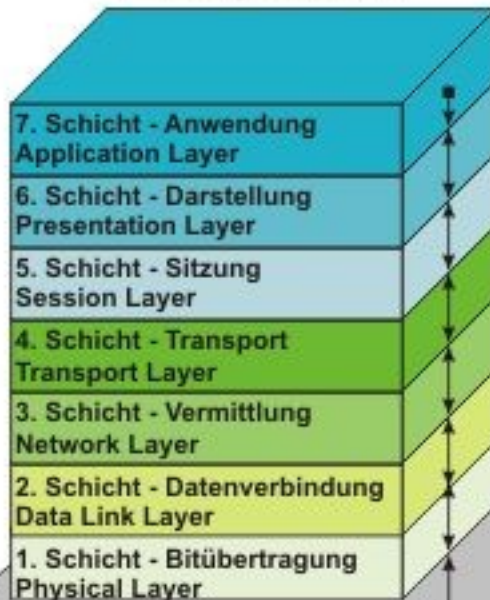 7. Schicht - Anwendung
Application Layer
6. Schicht - Darstellung
Presentation Layer
5. Schicht - Sitzung
Session Layer
4. Schicht - Transport
Transport Layer
3. Schicht - Vermittlung
Network Layer
2. Schicht - Datenverbindung
Data Link Layer
1. Schicht - Bitübertragung
Physical Layer